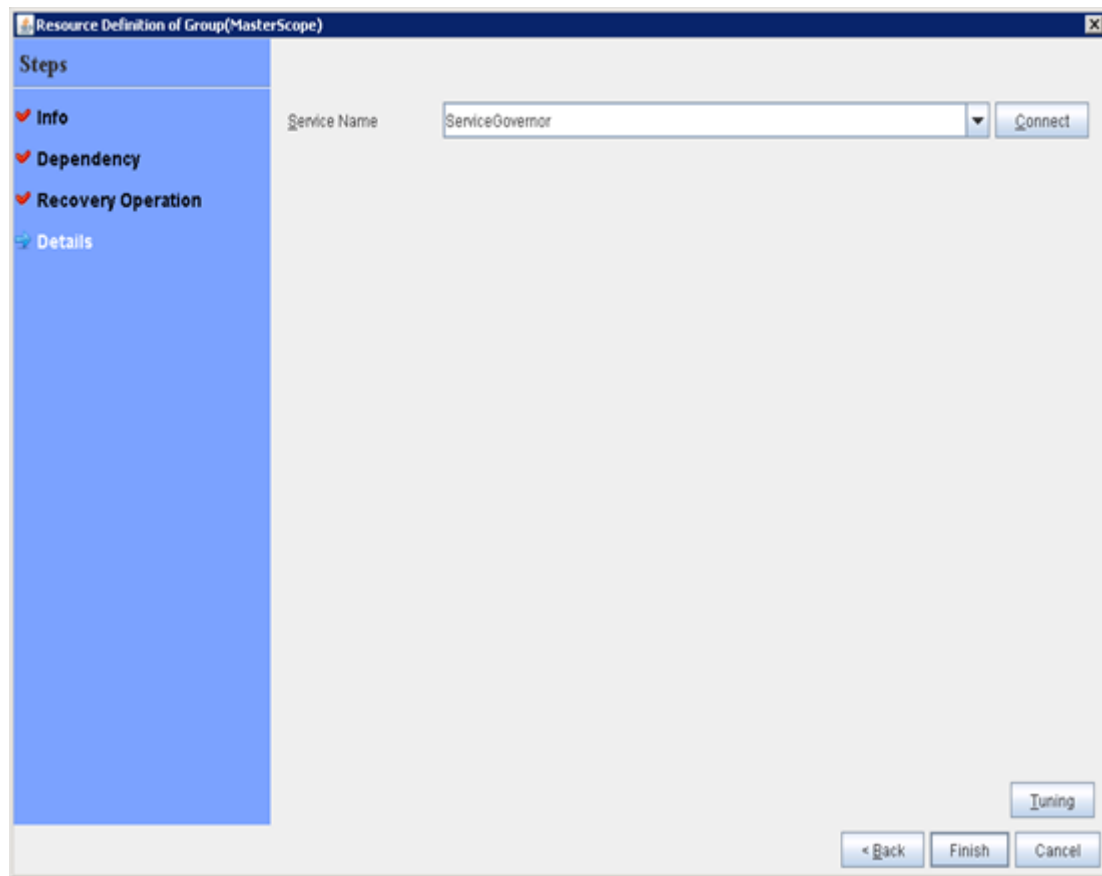 Resource Definition of Group(MasterScope)
Steps
Info
Dependency
Recovery Operation
Details
Service Name ServiceGovernor Connect
Tuning
< Back Finish Cancel